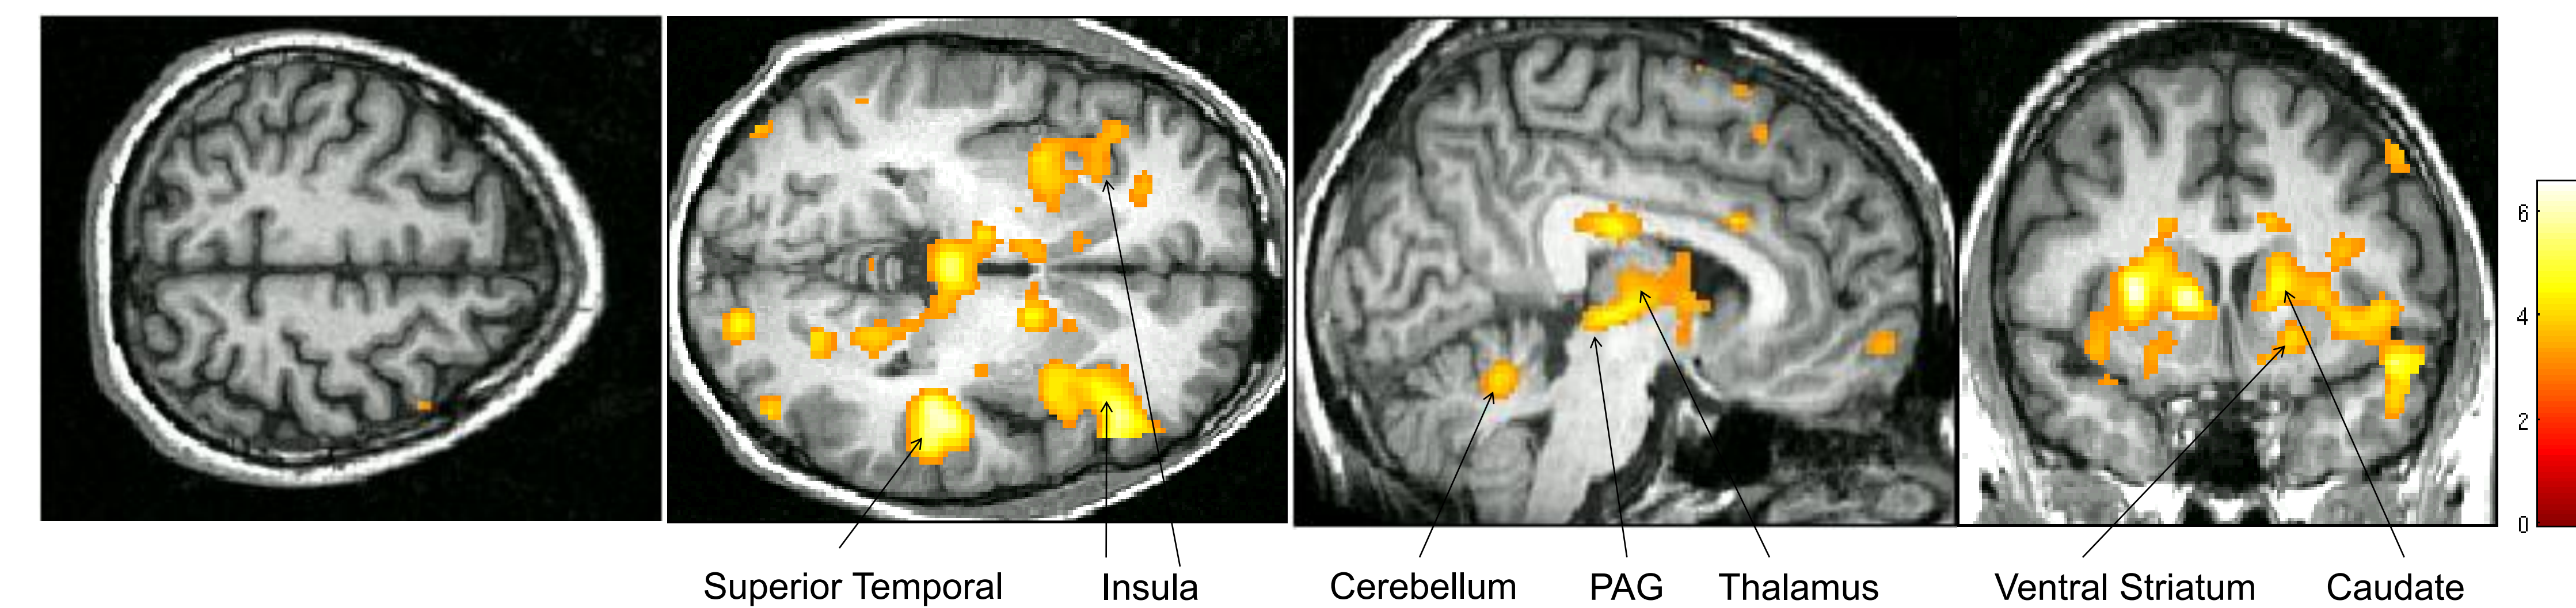 6
4
2
0
Superior Temporal Insula Cerebellum PAG Thalamus Ventral Striatum Caudate